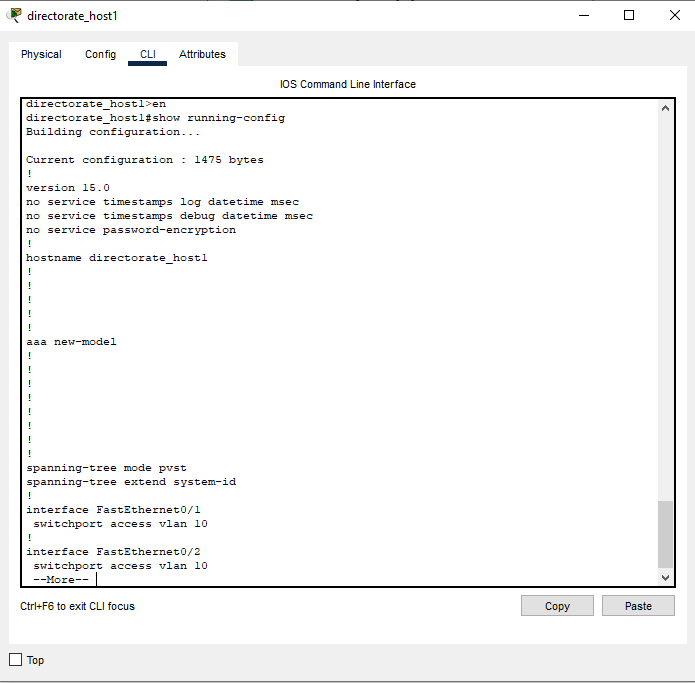 directorate_host1
Physical Config CLI Attributes
IOS Command Line Interface
directorate_host1>en
directorate_host1#show running-config
Building configuration...
Current configuration : 1475 bytes
!
version 15.0
no service timestamps log datetime msec
no service timestamps debug datetime msec
no service password-encryption
!
hostname directorate_host1
!
!
!
!
!
aaa new-model
!
!
!
!
!
!
!
!
spanning-tree mode pvst
spanning-tree extend system-id
!
interface FastEthernet0/1
switchport access vlan 10
!
interface FastEthernet0/2
switchport access vlan 10
--More--
Ctrl+F6 to exit CLI focus
Copy Paste
Top